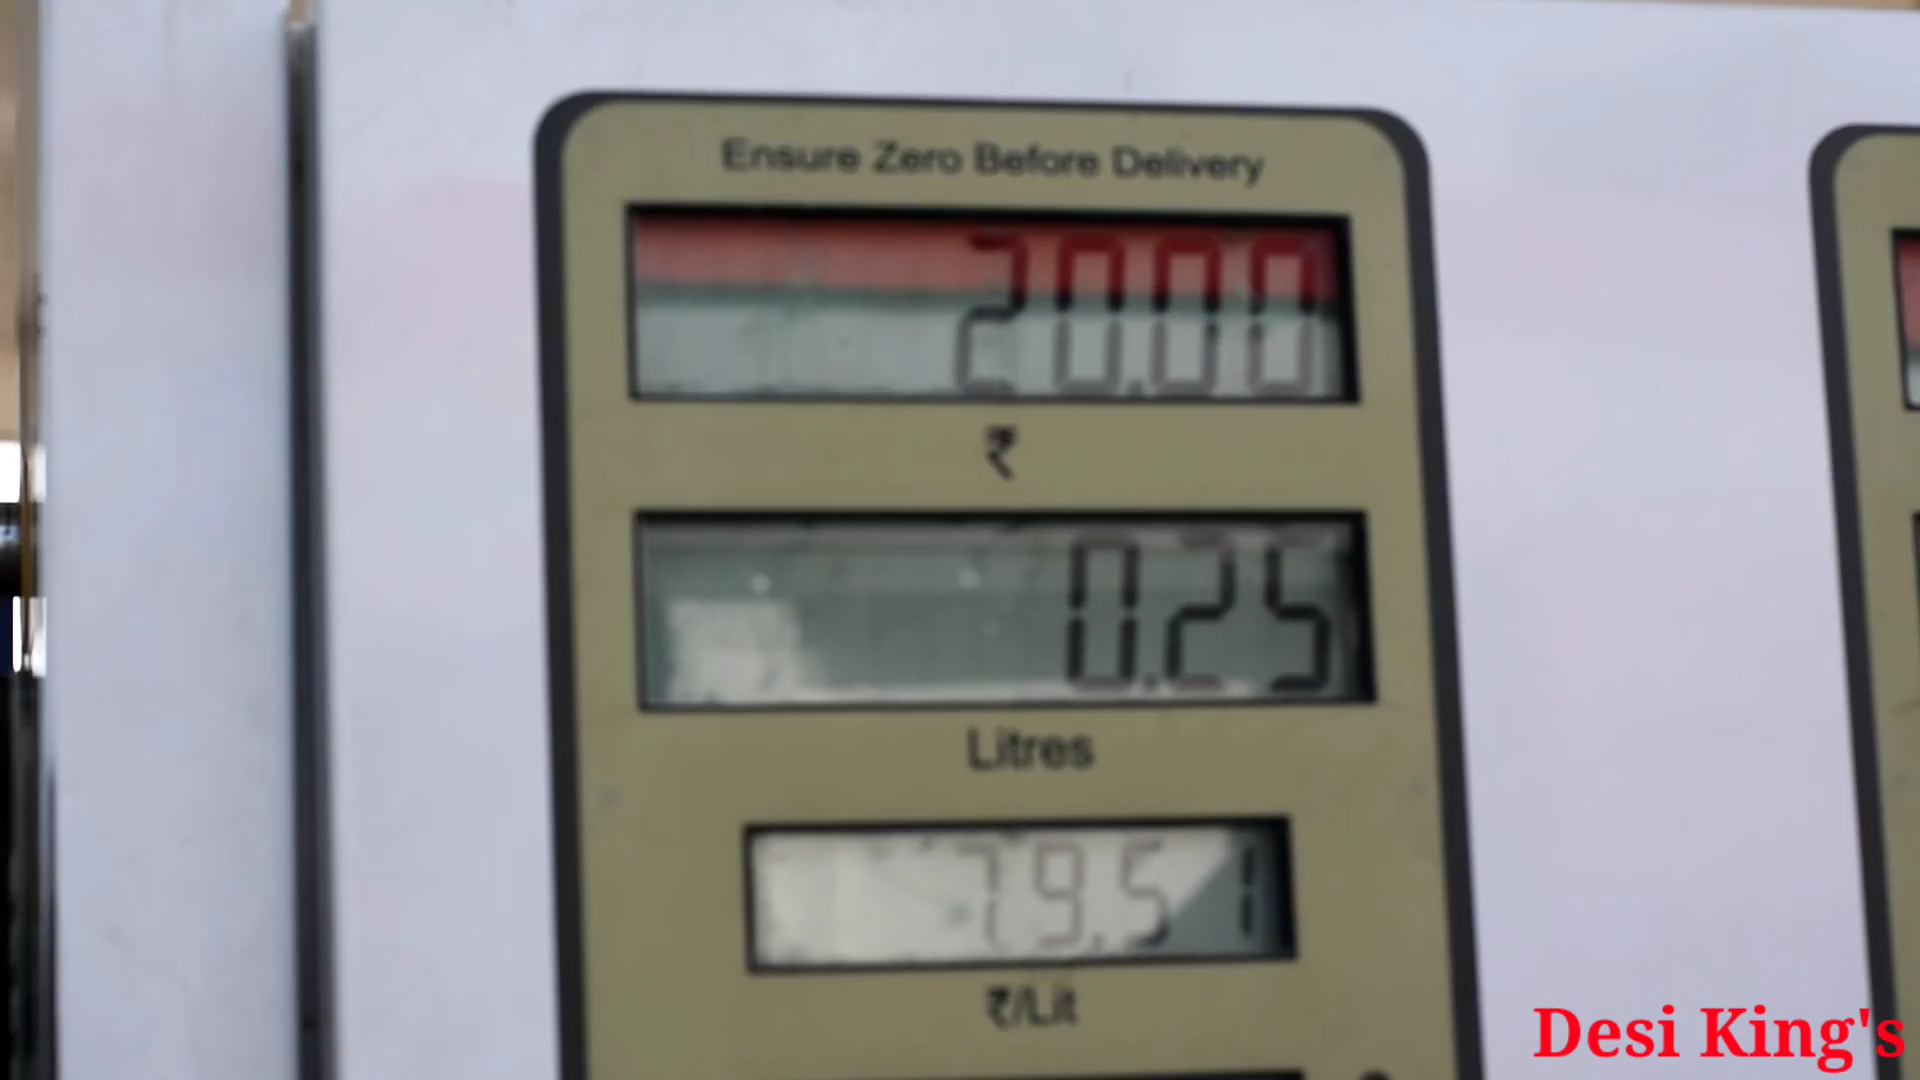 Ensure Zero Before Delivery
20.00
₹
0.25
Litres
79.51
₹/Lit
Desi King's